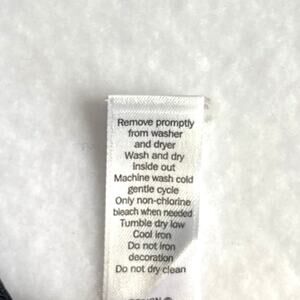 Remove promptly
from washer
and dryer
Wash and dry
inside out
Machine wash cold
gentle cycle
Only non-chlorine
bleach when needed
Tumble dry low
Cool iron
Do not iron
decoration
Do not dry clean